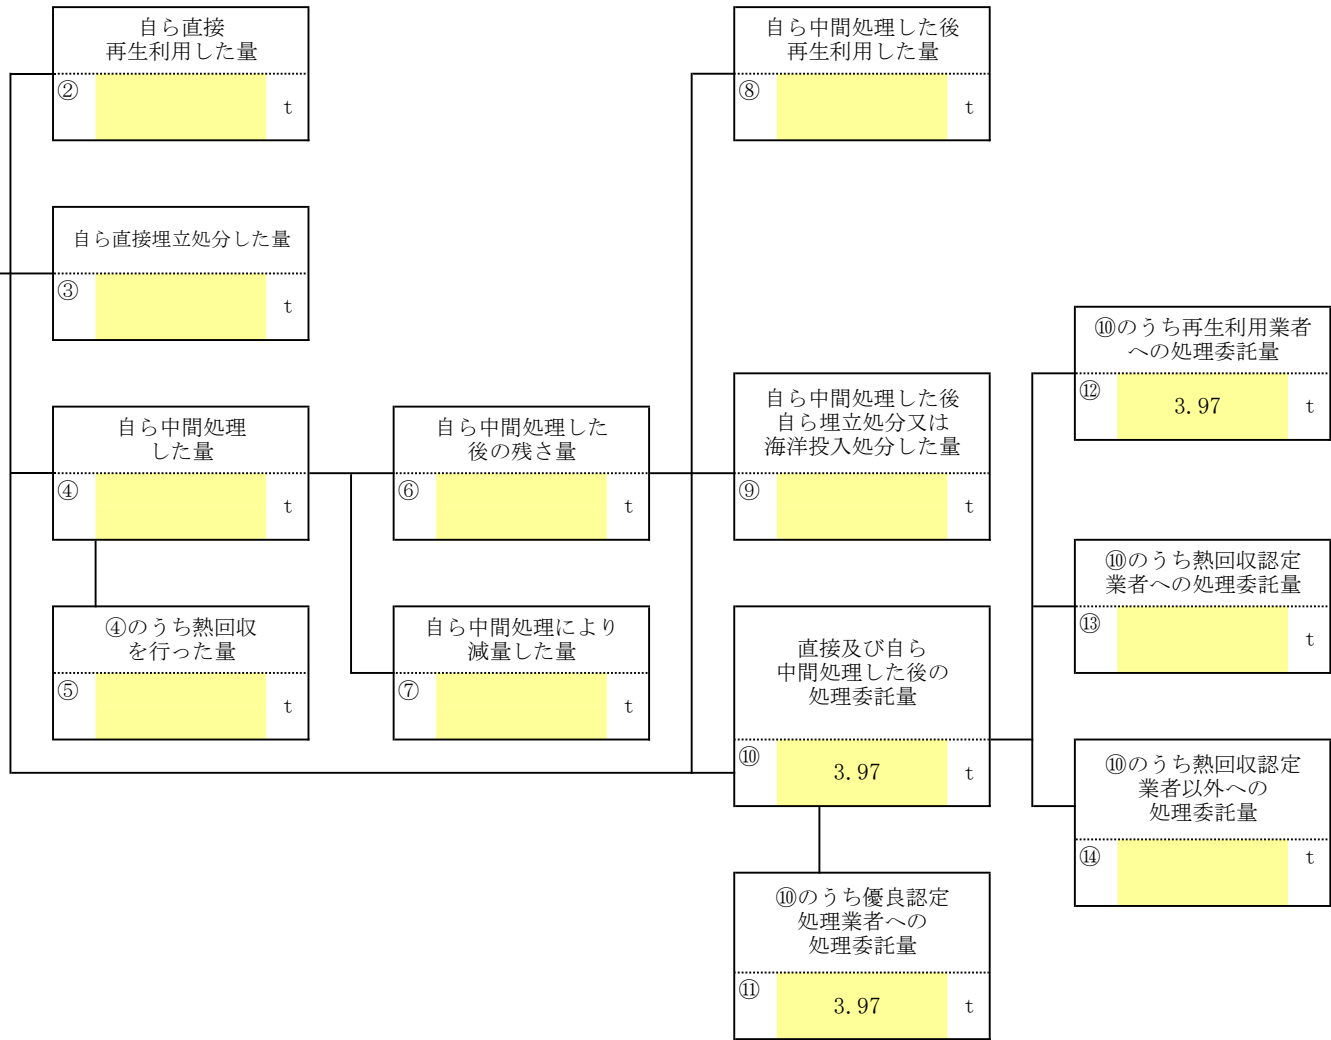 自ら直接
再生利用した量
②
t
自ら中間処理した後
再生利用した量
⑧
t
自ら直接埋立処分した量
③
t
⑩のうち再生利用業者
への処理委託量
⑫
3.97
t
自ら中間処理
した量
④
t
自ら中間処理した
後の残さ量
⑥
t
自ら中間処理した後
自ら埋立処分又は
海洋投入処分した量
⑨
t
⑩のうち熱回収認定
業者への処理委託量
⑬
t
④のうち熱回収
を行った量
⑤
t
自ら中間処理により
減量した量
⑦
t
直接及び自ら
中間処理した後の
処理委託量
⑩
3.97
t
⑩のうち熱回収認定
業者以外への
処理委託量
⑭
t
⑩のうち優良認定
処理業者への
処理委託量
⑪
3.97
t